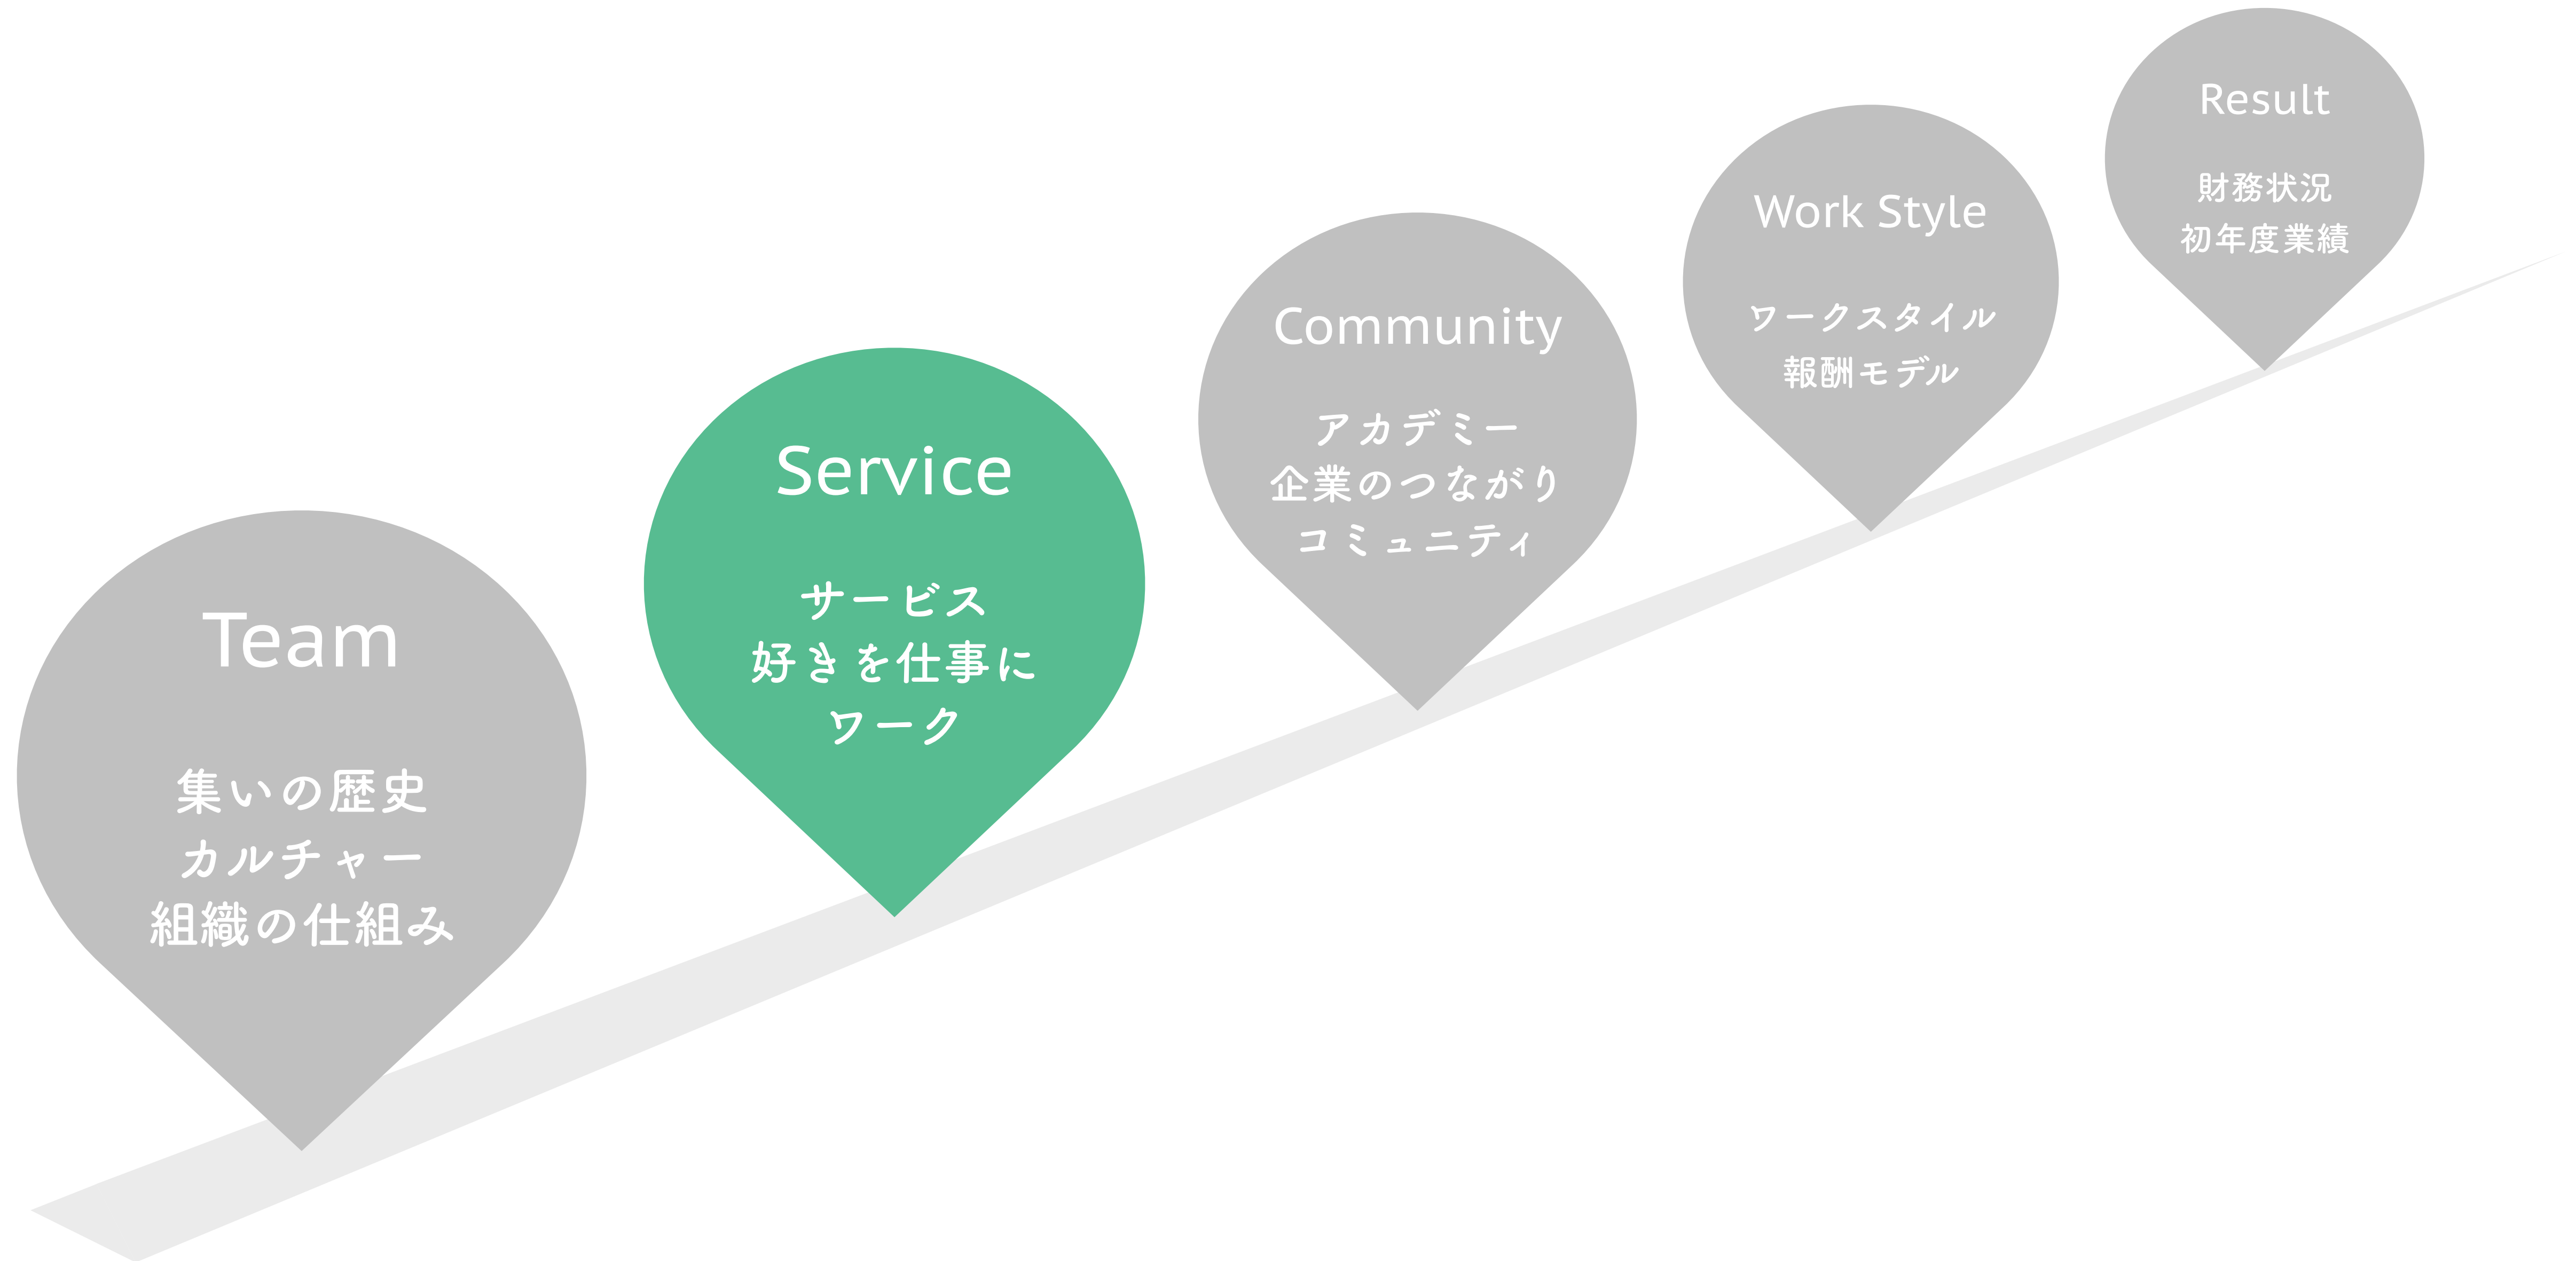 Team
集いの歴史
カルチャー
組織の仕組み
Service
サービス
好きを仕事に
ワーク
Community
アカデミー
企業のつながり
コミュニティ
Work Style
ワークスタイル
報酬モデル
Result
財務状況
初年度業績